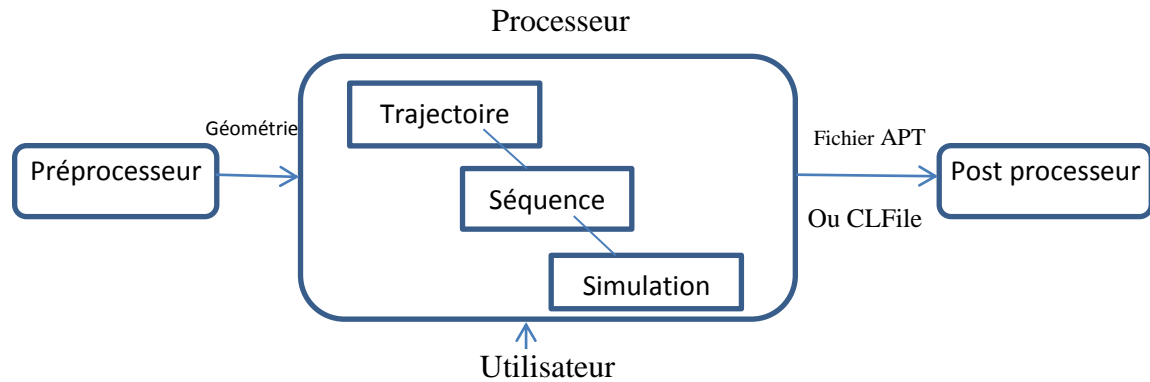 Processeur
Trajectoire
Géométrie
Fichier APT
Préprocesseur
Post processeur
Séquence
Ou CLFile
Simulation
Utilisateur